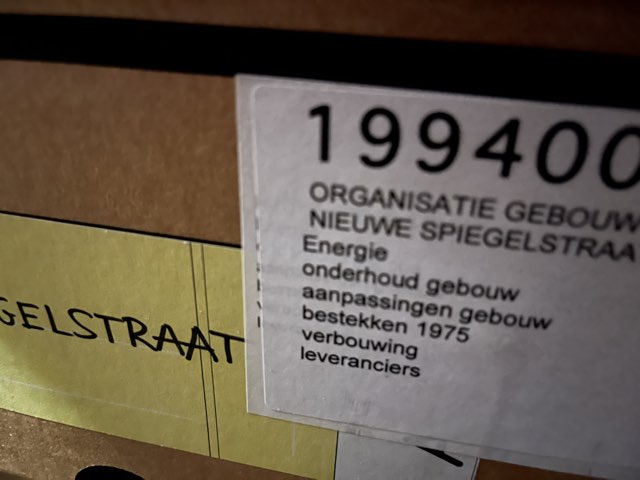 199400
ORGANISATIE GEBOUW
NIEUWE SPIEGELSTRAA
Energie
onderhoud gebouw
aanpassingen gebouw
bestekken 1975
verbouwing
leveranciers
GELSTRAAT